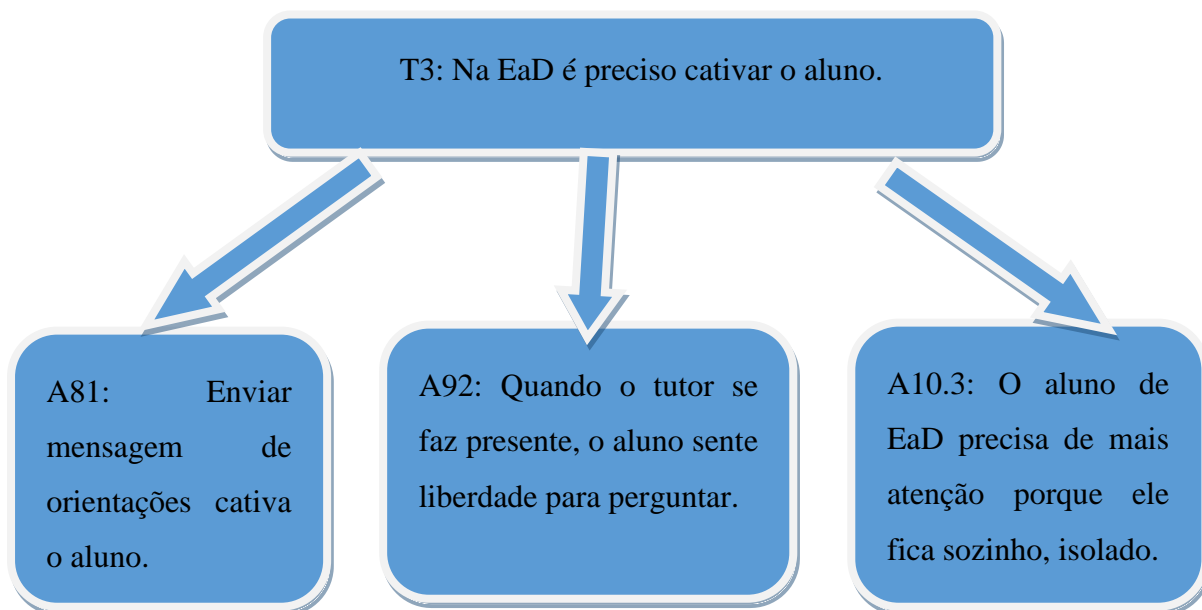 T3: Na EaD é preciso cativar o aluno.
A81: Enviar
mensagem de
orientações cativa
o aluno.
A92: Quando o tutor se
faz presente, o aluno sente
liberdade para perguntar.
A10.3: O aluno de
EaD precisa de mais
atenção porque ele
fica sozinho, isolado.